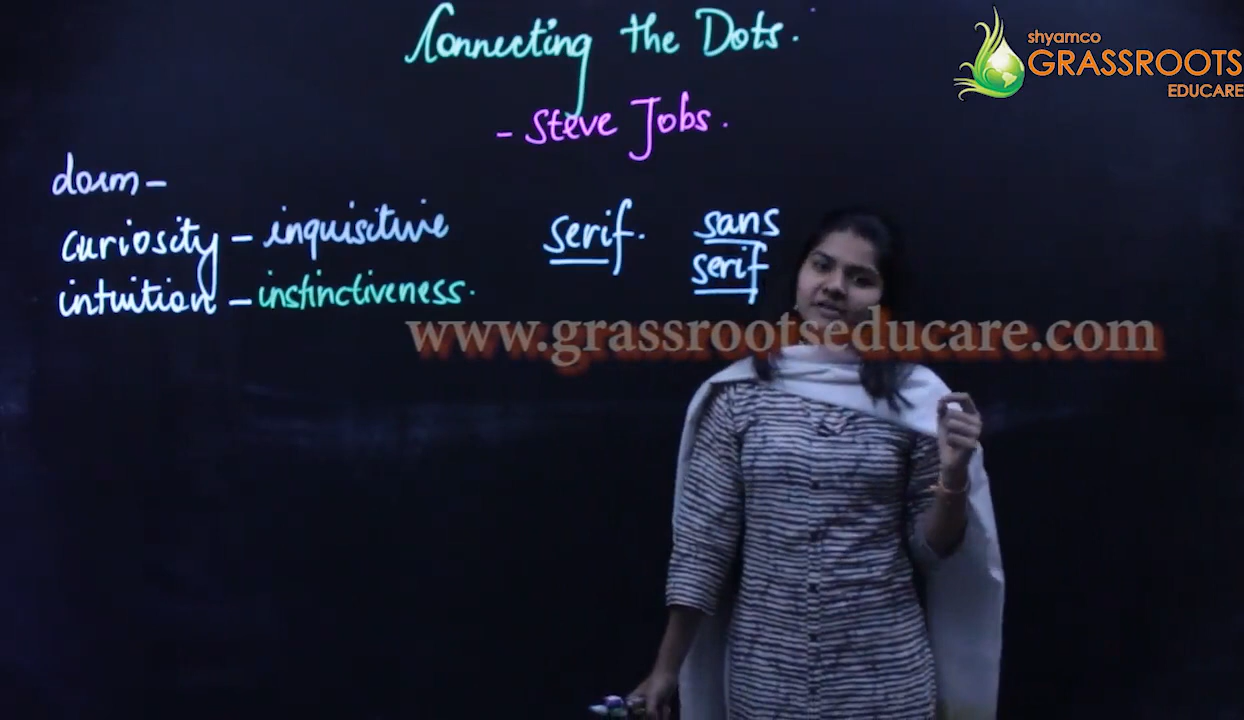 Connecting the Dots.
- Steve Jobs.
shyamco
GRASSROOTS
EDUCARE
dorm -
curiosity - inquisitive
intuition - instinctiveness.
serif.
sans
serif
www.grassrootseducare.com